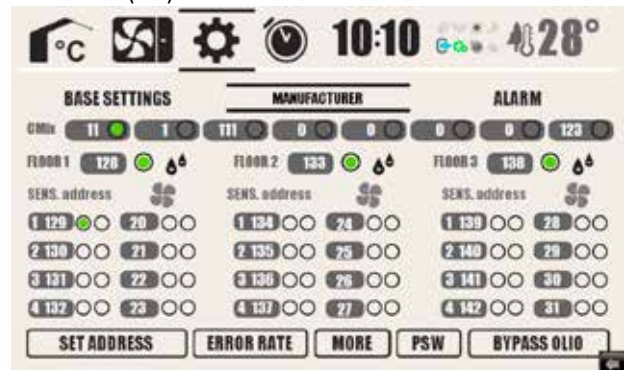 °C 10:10 28°
BASE SETTINGS MANUFACTURER ALARM
CMix 11 1 111 0 0 0 0 123
FLOOR 1 128 FLOOR 2 133 FLOOR 3 138
SENS. address SENS. address SENS. address
1 129 20 1 134 24 1 139 28
2 130 21 2 135 25 2 140 29
3 131 22 3 136 26 3 141 30
4 132 23 4 137 27 4 142 31
SET ADDRESS ERROR RATE MORE PSW BYPASS OLIO